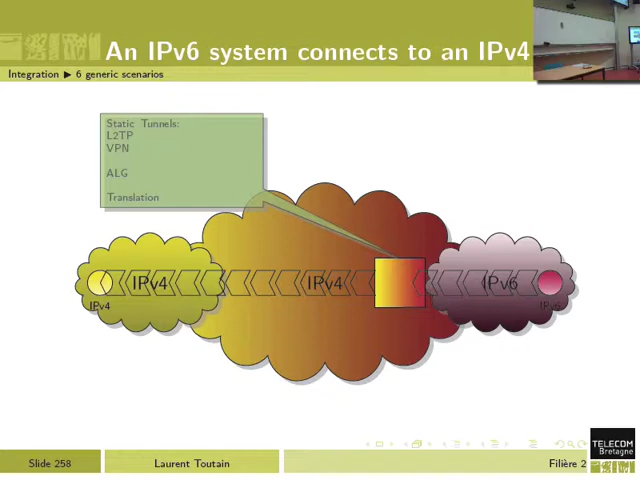 An IPv6 system connects to an IPv4
Integration ▶ 6 generic scenarios
Static Tunnels:
L2TP
VPN
ALG
Translation
IPv4
IPv4
IPv6
IPv4
IPv6
TELECOM
Bretagne
Slide 258
Laurent Toutain
Filière 2